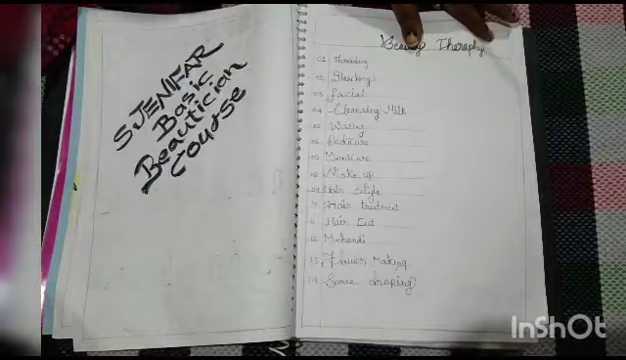 S JENIFAR
Basic
Beautician
Course
Beauty Theraphy
01 Threading
02 Bleaching
03 Facial
04 Cleansing Milk
05 Waxing
06 Pedicure
07 Manicure
08 Make up
09 Hair Style
Hair treatment
11 Hair Cut
12 Mehandi
13 Flower making
14 Saree draping
InShOt